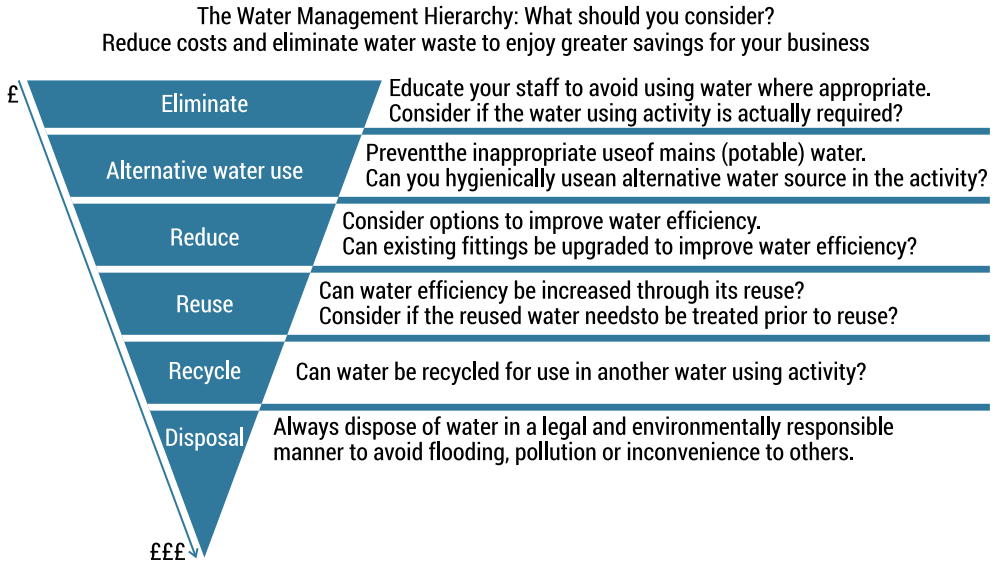 The Water Management Hierarchy: What should you consider?
Reduce costs and eliminate water waste to enjoy greater savings for your business
£
Eliminate
Educate your staff to avoid using water where appropriate.
Consider if the water using activity is actually required?
Alternative water use
Preventthe inappropriate useof mains (potable) water.
Can you hygienically usean alternative water source in the activity?
Reduce
Consider options to improve water efficiency.
Can existing fittings be upgraded to improve water efficiency?
Reuse
Can water efficiency be increased through its reuse?
Consider if the reused water needsto be treated prior to reuse?
Recycle
Can water be recycled for use in another water using activity?
Disposal
Always dispose of water in a legal and environmentally responsible
manner to avoid flooding, pollution or inconvenience to others.
£££